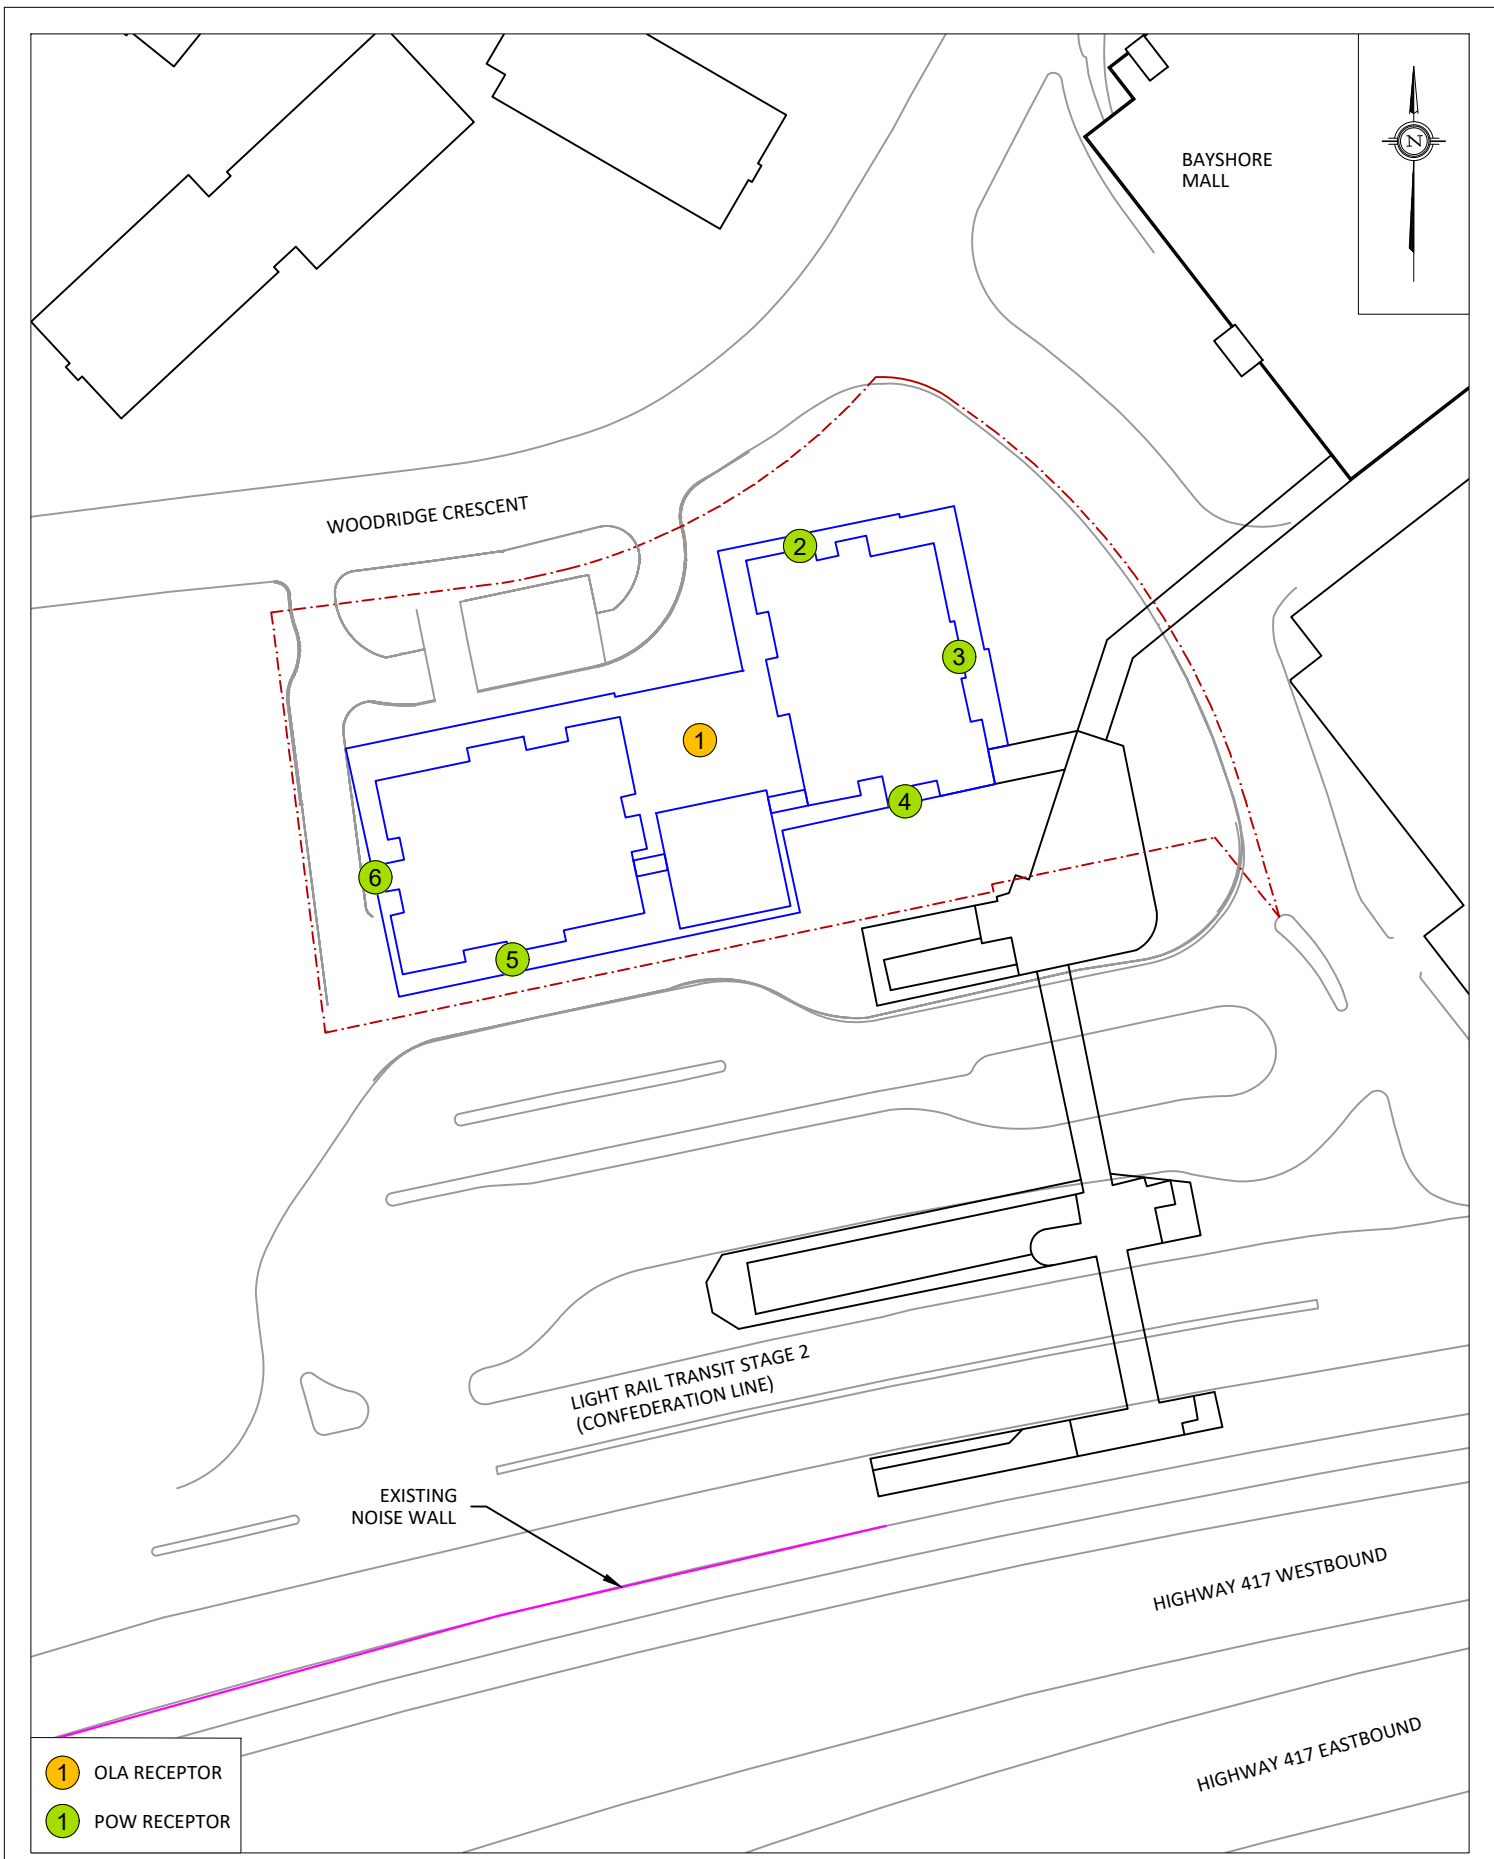 BAYSHORE
MALL
N
WOODRIDGE CRESCENT
2
3
1
4
6
5
LIGHT RAIL TRANSIT STAGE 2
(CONFEDERATION LINE)
EXISTING
NOISE WALL
HIGHWAY 417 WESTBOUND
HIGHWAY 417 EASTBOUND
1 OLA RECEPTOR
1 POW RECEPTOR